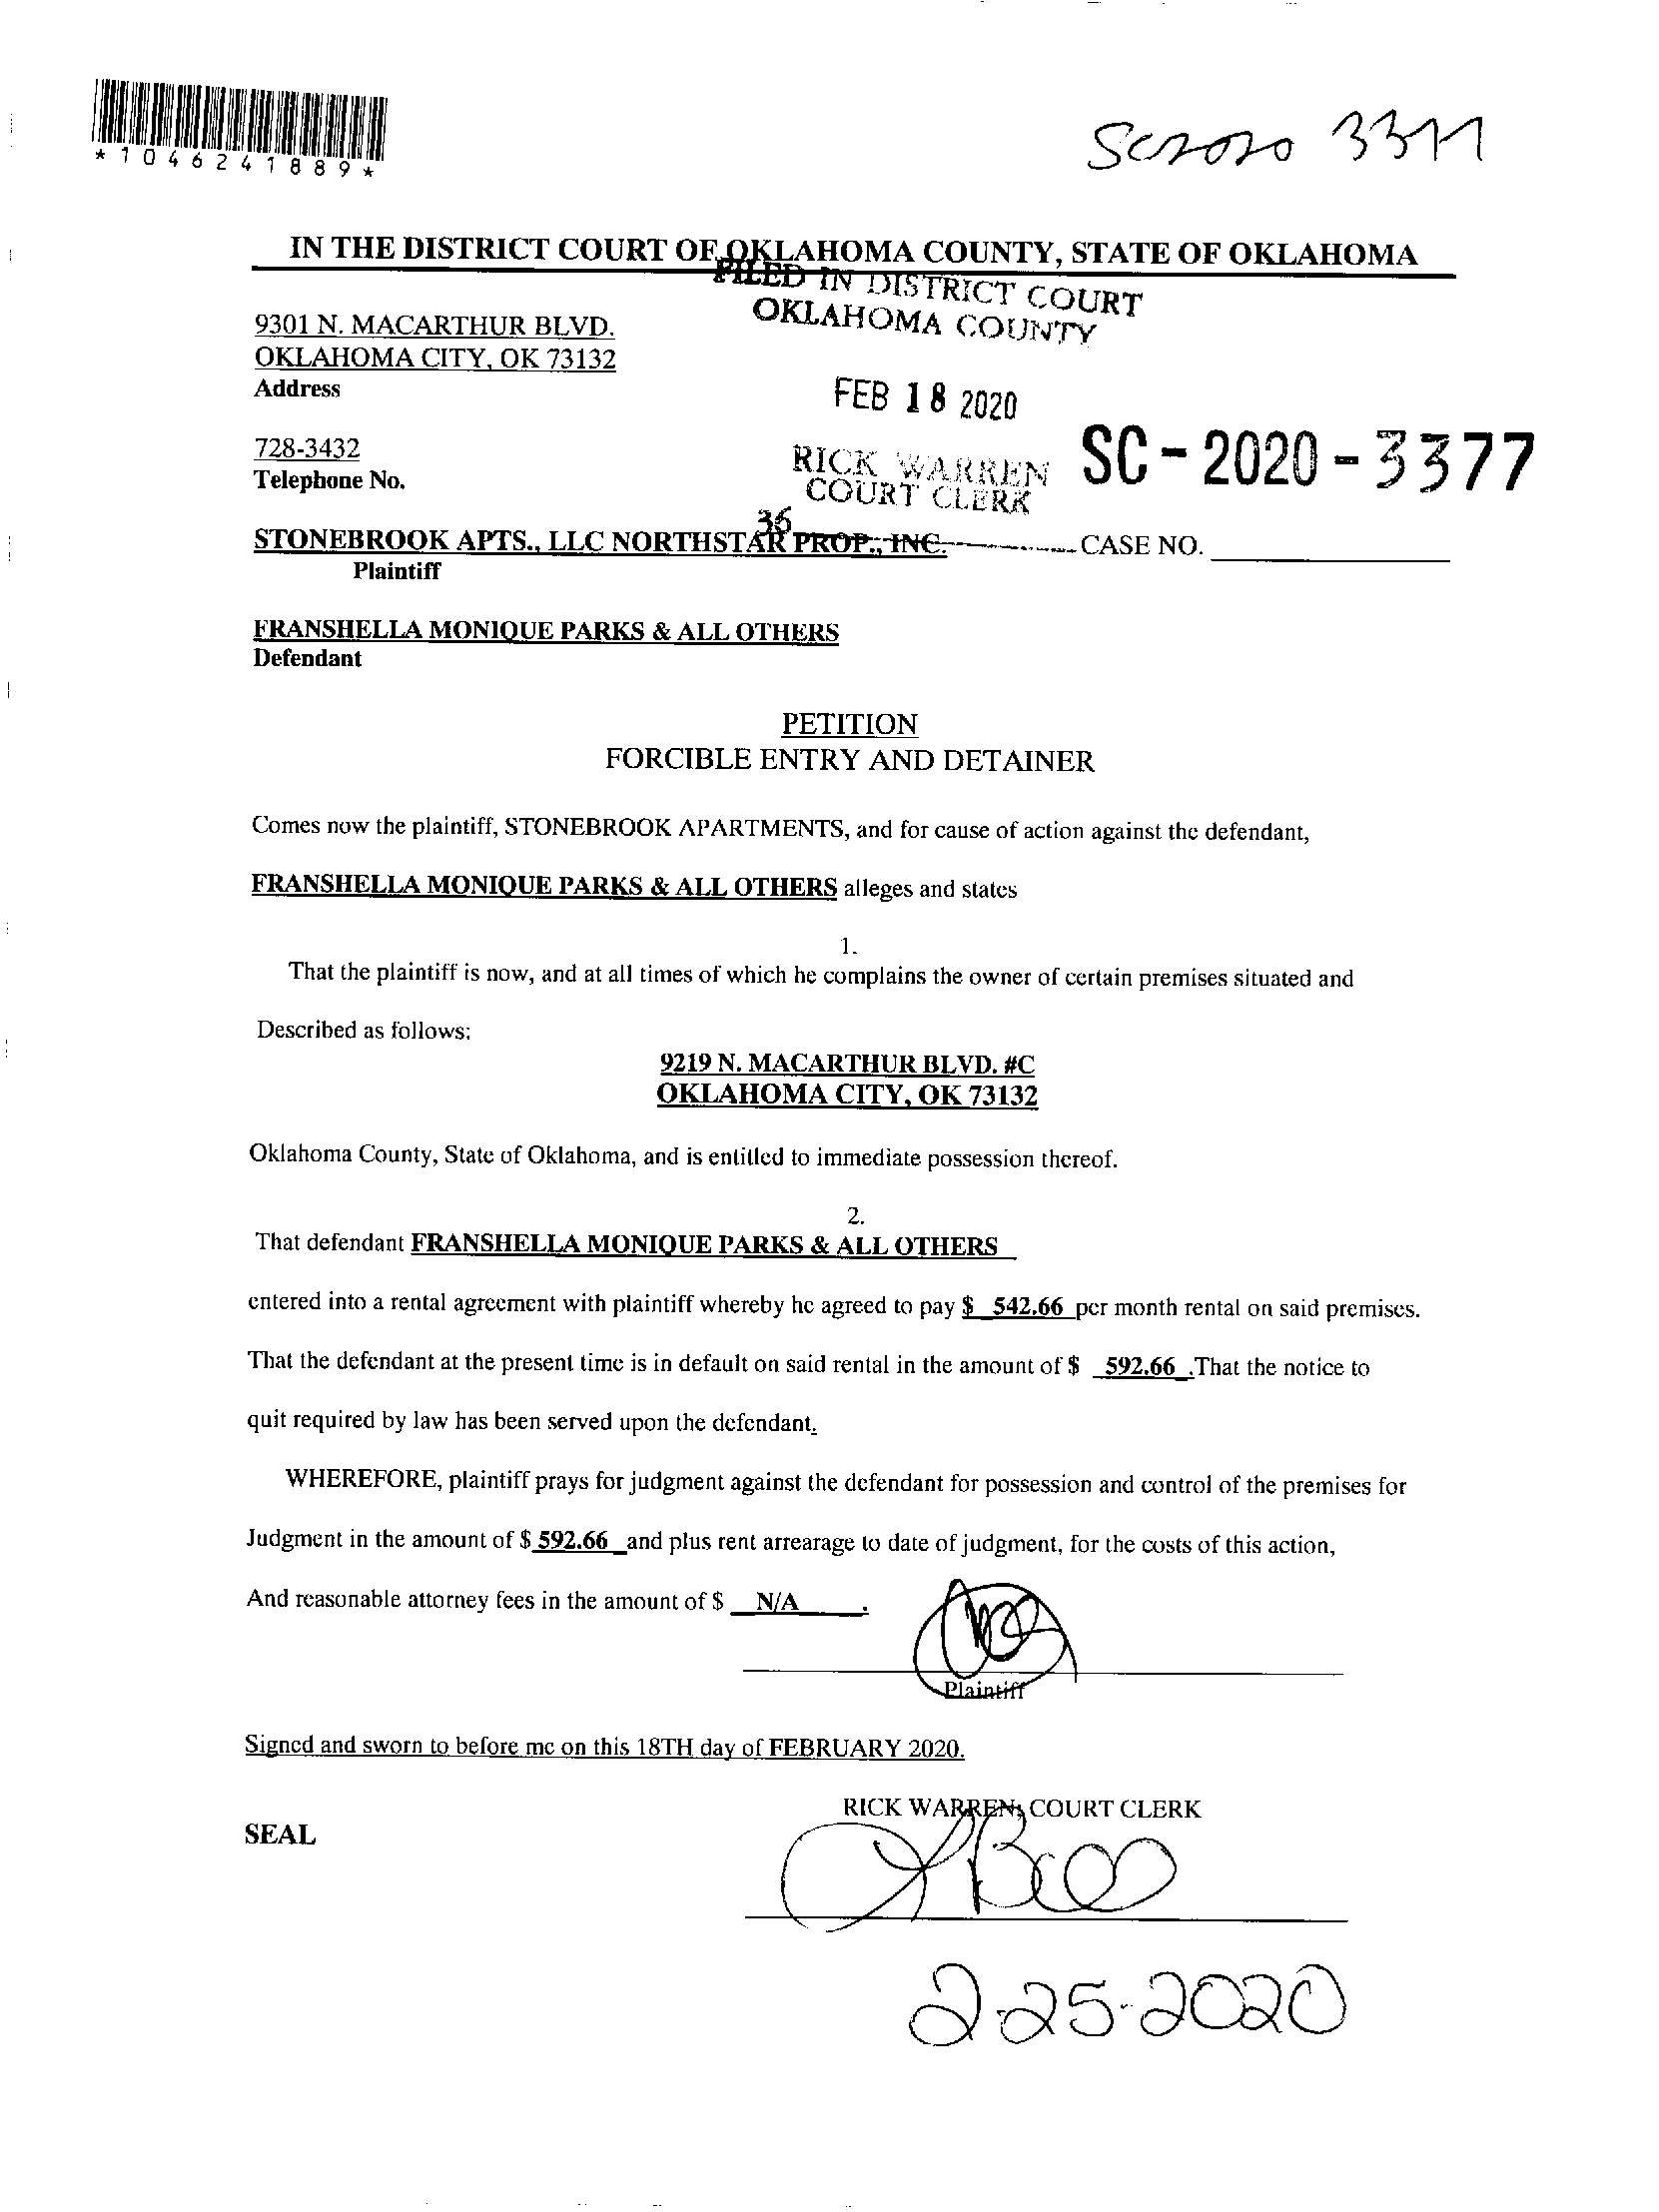 *1046241889*
SC2020 3377
IN THE DISTRICT COURT OF OKLAHOMA COUNTY, STATE OF OKLAHOMA
FILED IN DISTRICT COURT
OKLAHOMA COUNTY
9301 N. MACARTHUR BLVD.
OKLAHOMA CITY, OK 73132
Address
FEB 18 2020
728-3432
Telephone No.
RICK WARREN
COURT CLERK
SC-2020-3377
36
STONEBROOK APTS., LLC NORTHSTAR PROP., INC. CASE NO.
Plaintiff
FRANSHELLA MONIQUE PARKS & ALL OTHERS
Defendant
PETITION
FORCIBLE ENTRY AND DETAINER
Comes now the plaintiff, STONEBROOK APARTMENTS, and for cause of action against the defendant,
FRANSHELLA MONIQUE PARKS & ALL OTHERS alleges and states
1.
That the plaintiff is now, and at all times of which he complains the owner of certain premises situated and
Described as follows:
9219 N. MACARTHUR BLVD. #C
OKLAHOMA CITY, OK 73132
Oklahoma County, State of Oklahoma, and is entitled to immediate possession thereof.
2.
That defendant FRANSHELLA MONIQUE PARKS & ALL OTHERS
entered into a rental agreement with plaintiff whereby he agreed to pay $ 542.66 per month rental on said premises.
That the defendant at the present time is in default on said rental in the amount of $ 592.66 .That the notice to
quit required by law has been served upon the defendant.
WHEREFORE, plaintiff prays for judgment against the defendant for possession and control of the premises for
Judgment in the amount of $ 592.66 and plus rent arrearage to date of judgment, for the costs of this action,
And reasonable attorney fees in the amount of $ N/A .
Plaintiff
Signed and sworn to before me on this 18TH day of FEBRUARY 2020.
RICK WARREN, COURT CLERK
SEAL
2-25-2020